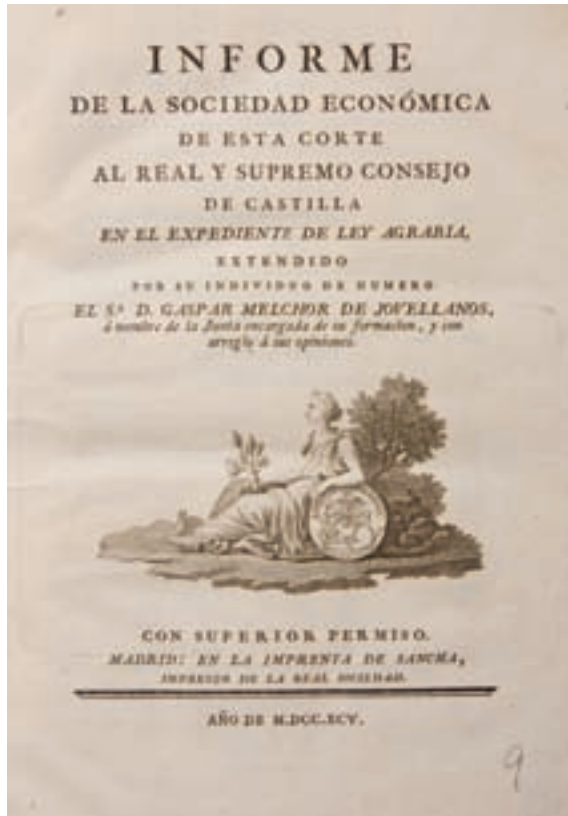 INFORME
DE LA SOCIEDAD ECONÓMICA
DE ESTA CORTE
AL REAL Y SUPREMO CONSEJO
DE CASTILLA
EN EL EXPEDIENTE DE LEY AGRARIA,
EXTENDIDO
POR SU INDIVIDUO DE NUMERO
EL S.R D. GASPAR MELCHOR DE JOVELLANOS,
á nombre de la Junta encargada de su formacion, y con
arreglo á sus opiniones.
CON SUPERIOR PERMISO.
MADRID: EN LA IMPRENTA DE SANCHA,
IMPRESOR DE LA REAL SOCIEDAD.
AÑO DE M.DCC.XCV.
9